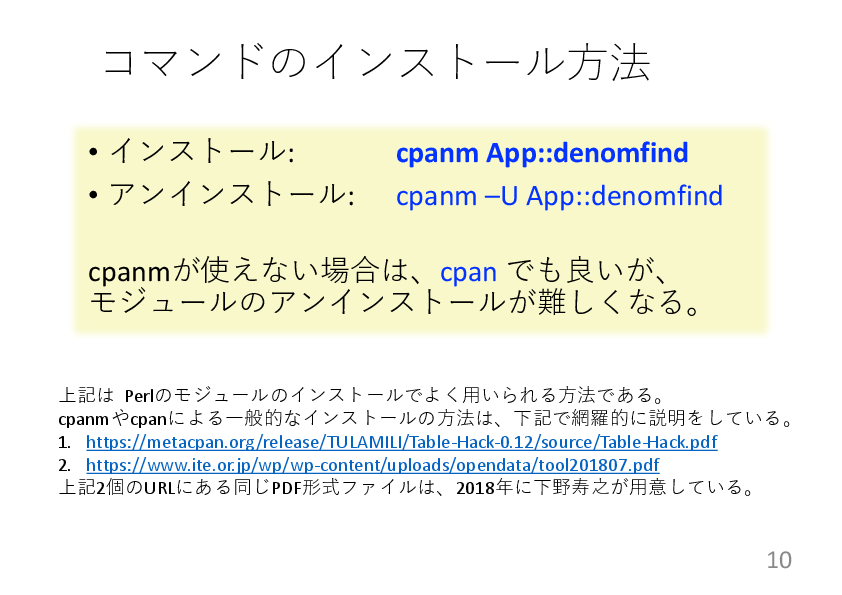 コマンドのインストール方法
• インストール: cpanm App::denomfind
• アンインストール: cpanm –U App::denomfind
cpanmが使えない場合は、cpan でも良いが、
モジュールのアンインストールが難しくなる。
上記は Perlのモジュールのインストールでよく用いられる方法である。
cpanmやcpanによる一般的なインストールの方法は、下記で網羅的に説明をしている。
1. https://metacpan.org/release/TULAMILI/Table-Hack-0.12/source/Table-Hack.pdf
2. https://www.ite.or.jp/wp/wp-content/uploads/opendata/tool201807.pdf
上記2個のURLにある同じPDF形式ファイルは、2018年に下野寿之が用意している。
10